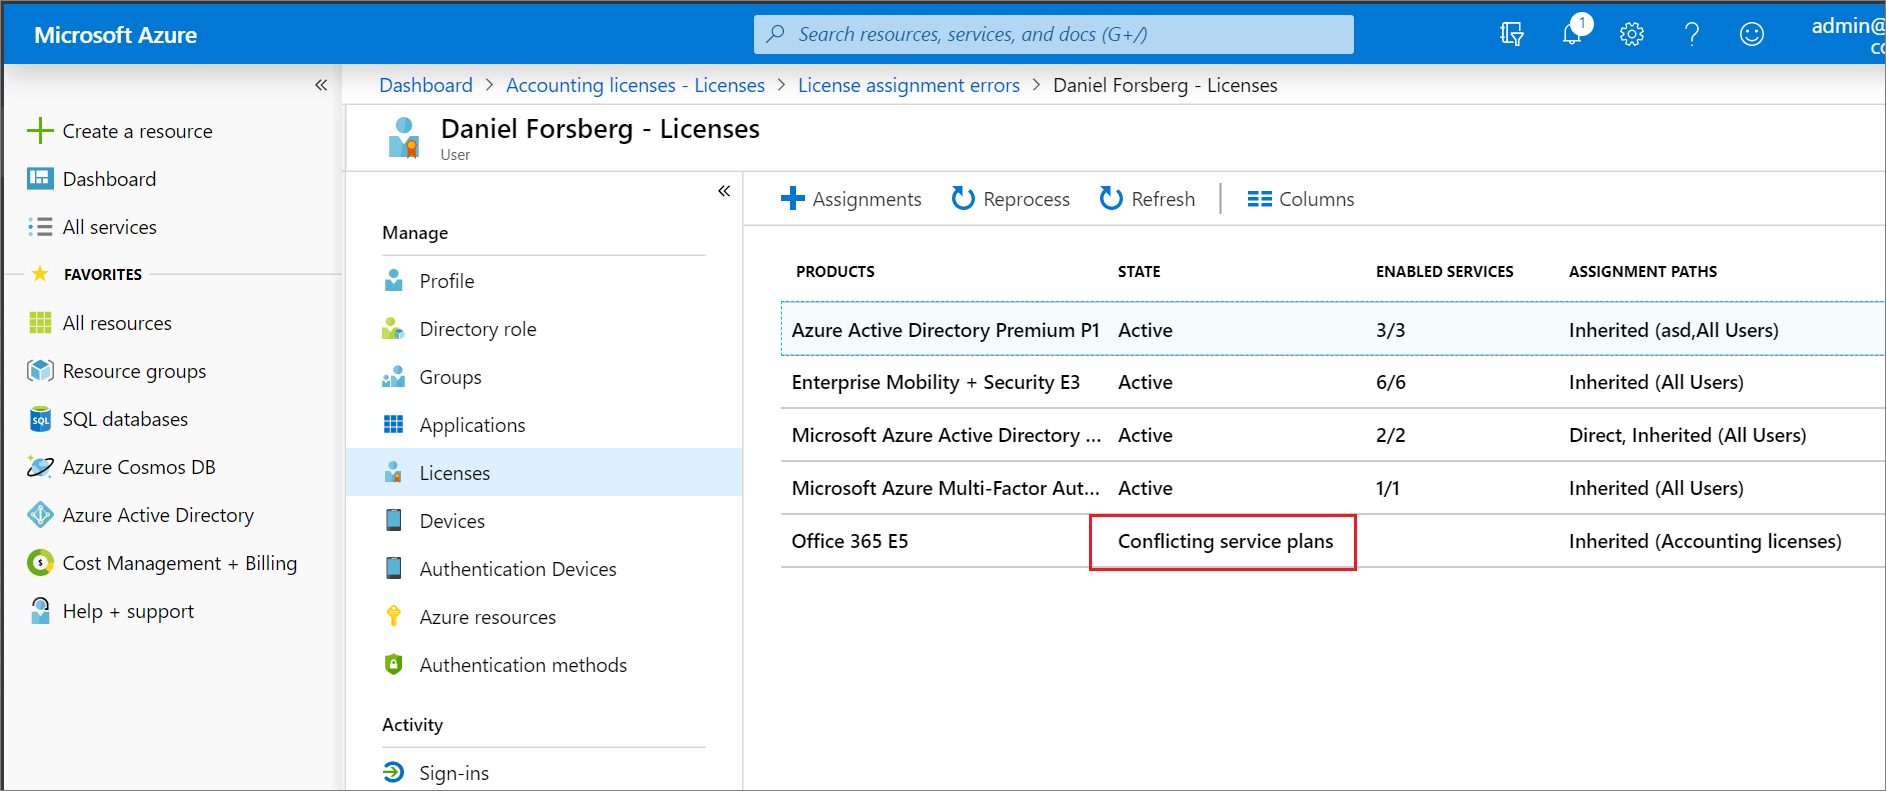 Microsoft Azure
Search resources, services, and docs (G+/)
1
admin@
Dashboard > Accounting licenses - Licenses > License assignment errors > Daniel Forsberg - Licenses
Daniel Forsberg - Licenses
User
Create a resource
Dashboard
All services
FAVORITES
All resources
Resource groups
SQL
SQL databases
Azure Cosmos DB
Azure Active Directory
$
Cost Management + Billing
Help + support
Manage
Profile
Directory role
Groups
Applications
Licenses
Devices
Authentication Devices
Azure resources
Authentication methods
Activity
Sign-ins
Assignments Reprocess Refresh Columns
PRODUCTS STATE ENABLED SERVICES ASSIGNMENT PATHS
Azure Active Directory Premium P1 Active 3/3 Inherited (asd,All Users)
Enterprise Mobility + Security E3 Active 6/6 Inherited (All Users)
Microsoft Azure Active Directory ... Active 2/2 Direct, Inherited (All Users)
Microsoft Azure Multi-Factor Aut... Active 1/1 Inherited (All Users)
Office 365 E5 Conflicting service plans Inherited (Accounting licenses)